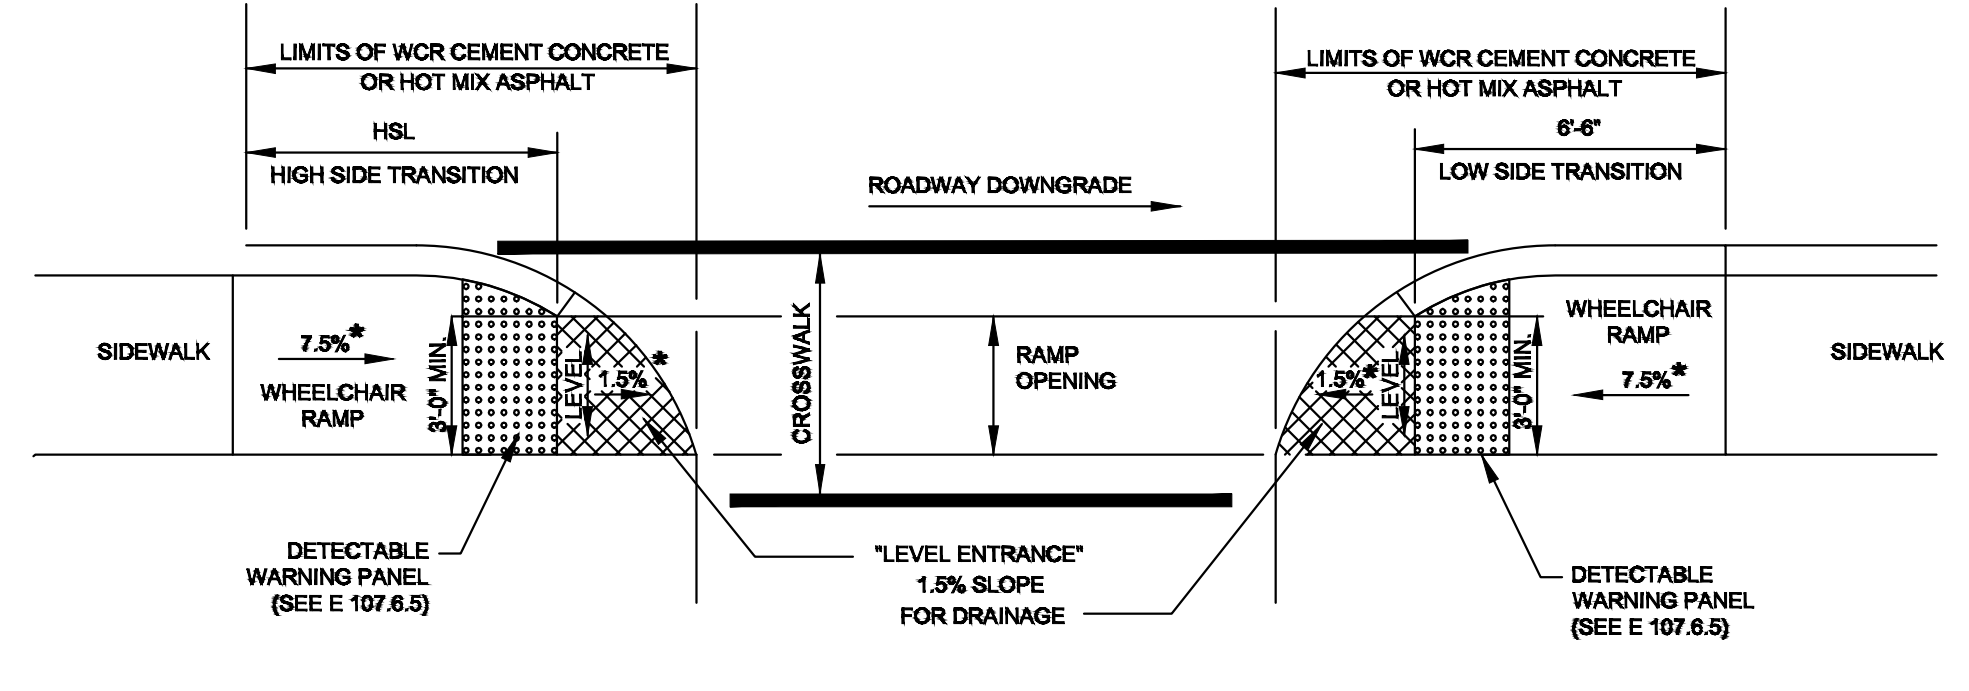 LIMITS OF WCR CEMENT CONCRETE
OR HOT MIX ASPHALT
HSL
HIGH SIDE TRANSITION
LIMITS OF WCR CEMENT CONCRETE
OR HOT MIX ASPHALT
6'-6"
LOW SIDE TRANSITION
ROADWAY DOWNGRADE
SIDEWALK
7.5%*
WHEELCHAIR
RAMP
3'-0" MIN.
LEVEL
1.5%*
CROSSWALK
RAMP
OPENING
1.5%*
LEVEL
3'-0" MIN.
WHEELCHAIR
RAMP
7.5%*
SIDEWALK
DETECTABLE
WARNING PANEL
(SEE E 107.6.5)
"LEVEL ENTRANCE"
1.5% SLOPE
FOR DRAINAGE
DETECTABLE
WARNING PANEL
(SEE E 107.6.5)